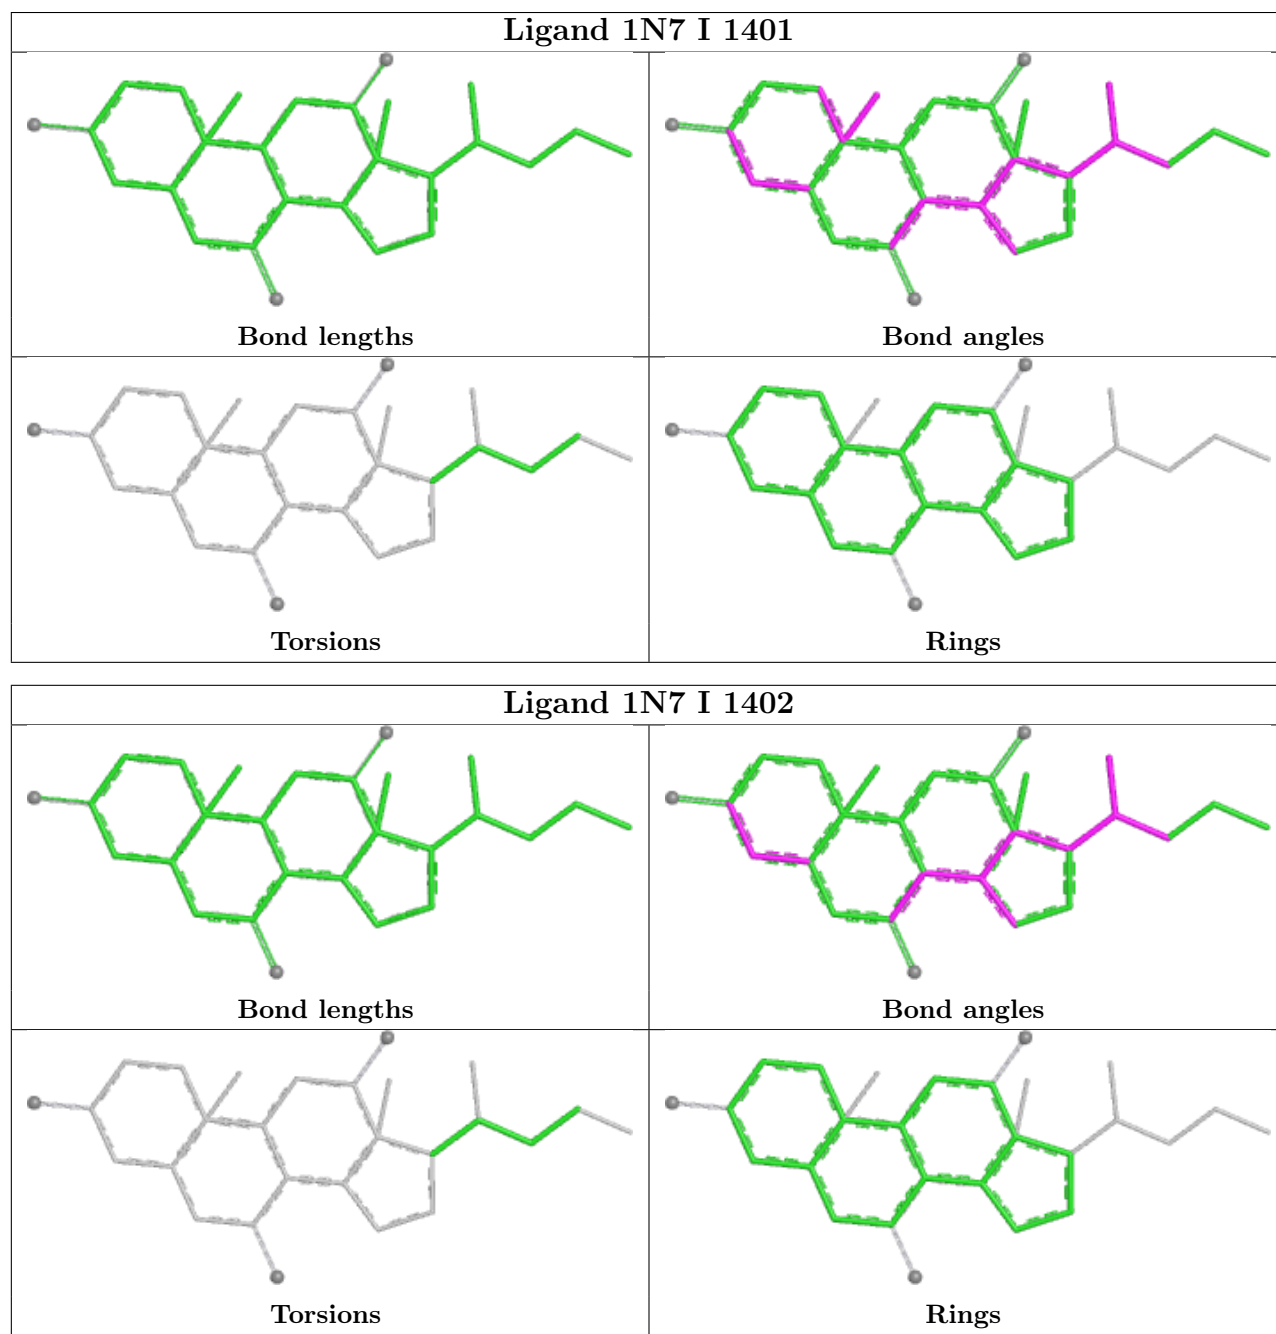 Ligand 1N7 I 1401
Bond lengths
Bond angles
Torsions
Rings
Ligand 1N7 I 1402
Bond lengths
Bond angles
Torsions
Rings